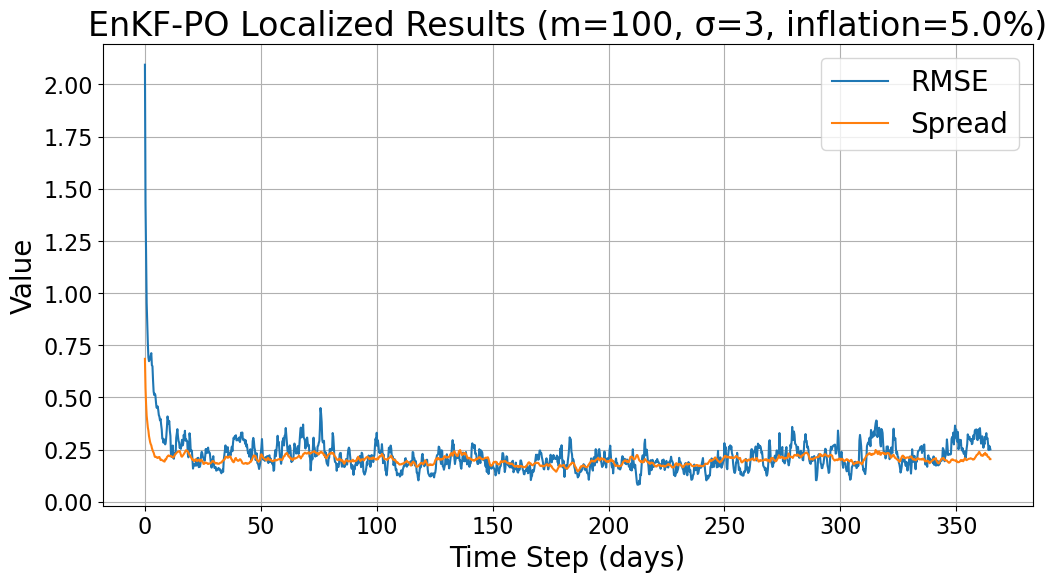 EnKF-PO Localized Results (m=100, σ=3, inflation=5.0%)
RMSE
Spread
Value
2.00
1.75
1.50
1.25
1.00
0.75
0.50
0.25
0.00
0 50 100 150 200 250 300 350
Time Step (days)